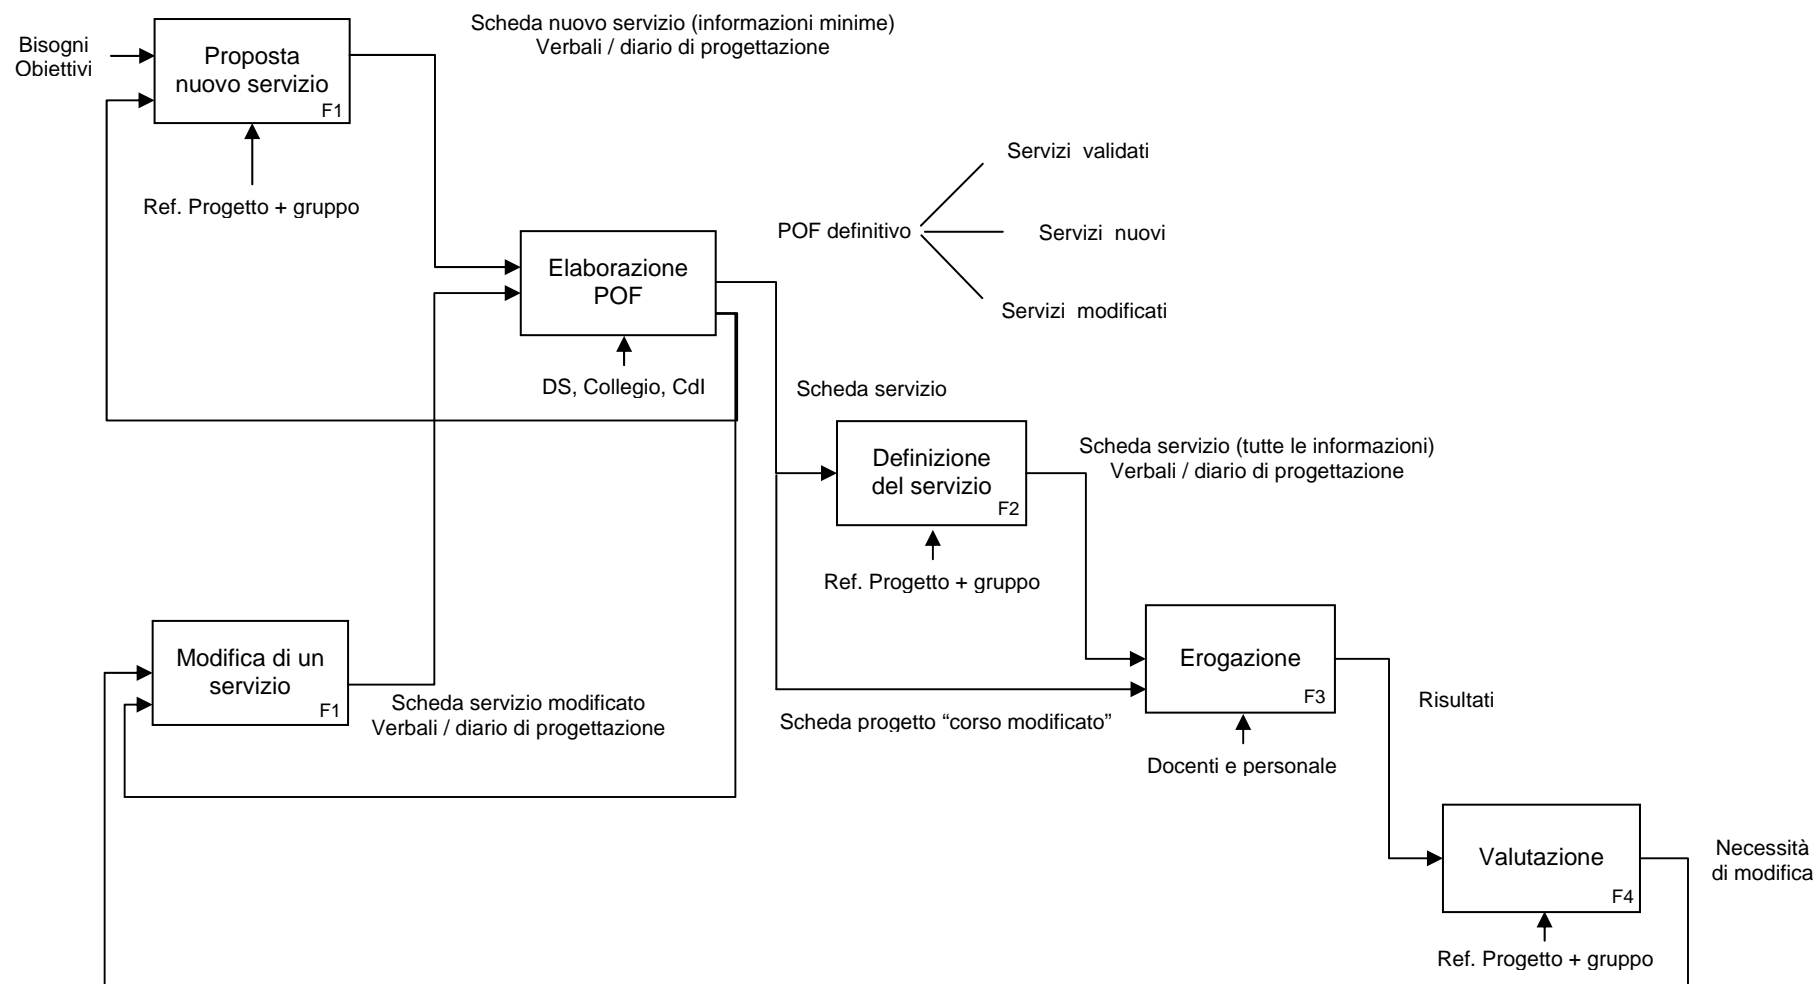 Scheda nuovo servizio (informazioni minime)
Verbali / diario di progettazione
Bisogni
Obiettivi
Proposta
nuovo servizio
F1
Ref. Progetto + gruppo
Servizi validati
POF definitivo
Servizi nuovi
Servizi modificati
Elaborazione
POF
DS, Collegio, CdI
Scheda servizio
Definizione
del servizio
F2
Scheda servizio (tutte le informazioni)
Verbali / diario di progettazione
Ref. Progetto + gruppo
Modifica di un
servizio
F1
Scheda servizio modificato
Verbali / diario di progettazione
Erogazione
F3
Scheda progetto “corso modificato”
Risultati
Docenti e personale
Valutazione
F4
Necessità
di modifica
Ref. Progetto + gruppo